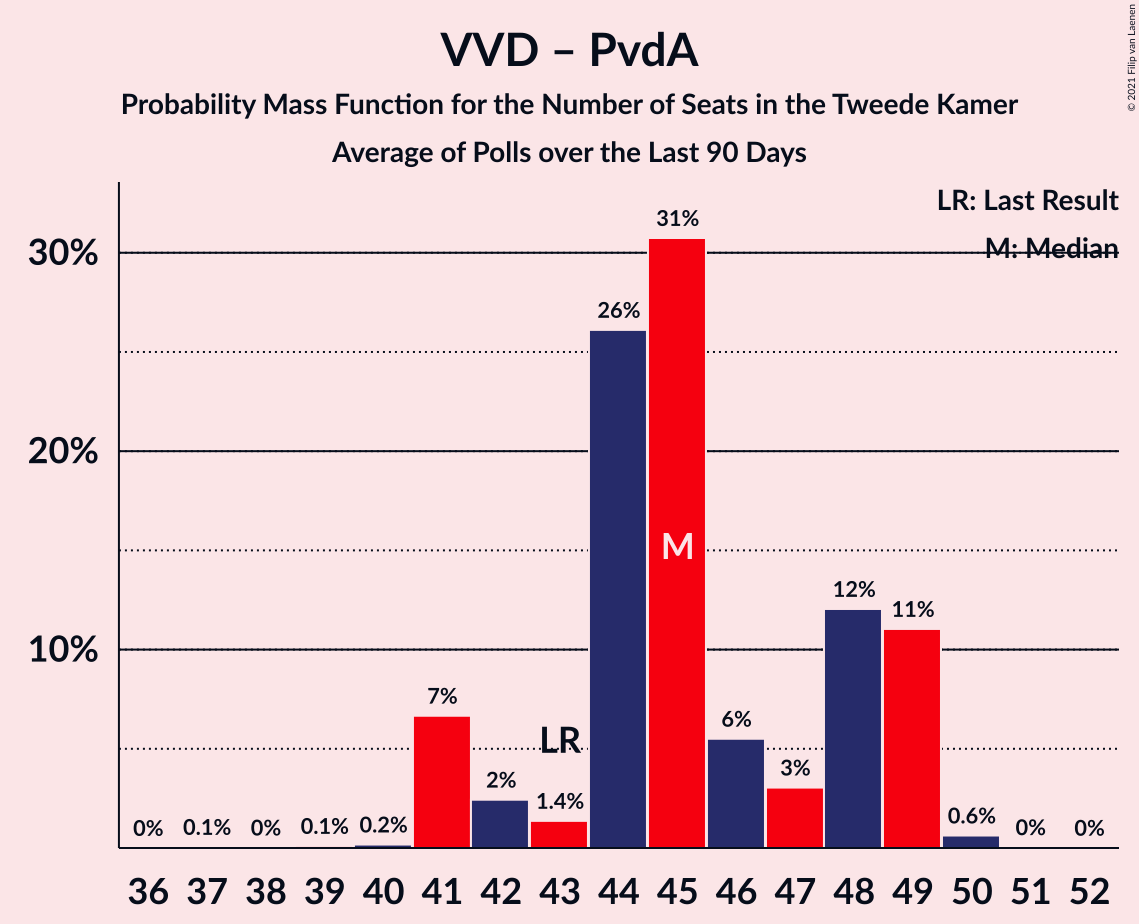 VVD – PvdA
Probability Mass Function for the Number of Seats in the Tweede Kamer
Average of Polls over the Last 90 Days
© 2021 Filip van Laenen
LR: Last Result
M: Median
30%
20%
10%
0% 0.1% 0% 0.1% 0.2% 7% 2% 1.4% 26% 31% 6% 3% 12% 11% 0.6% 0% 0%
LR
M
36 37 38 39 40 41 42 43 44 45 46 47 48 49 50 51 52